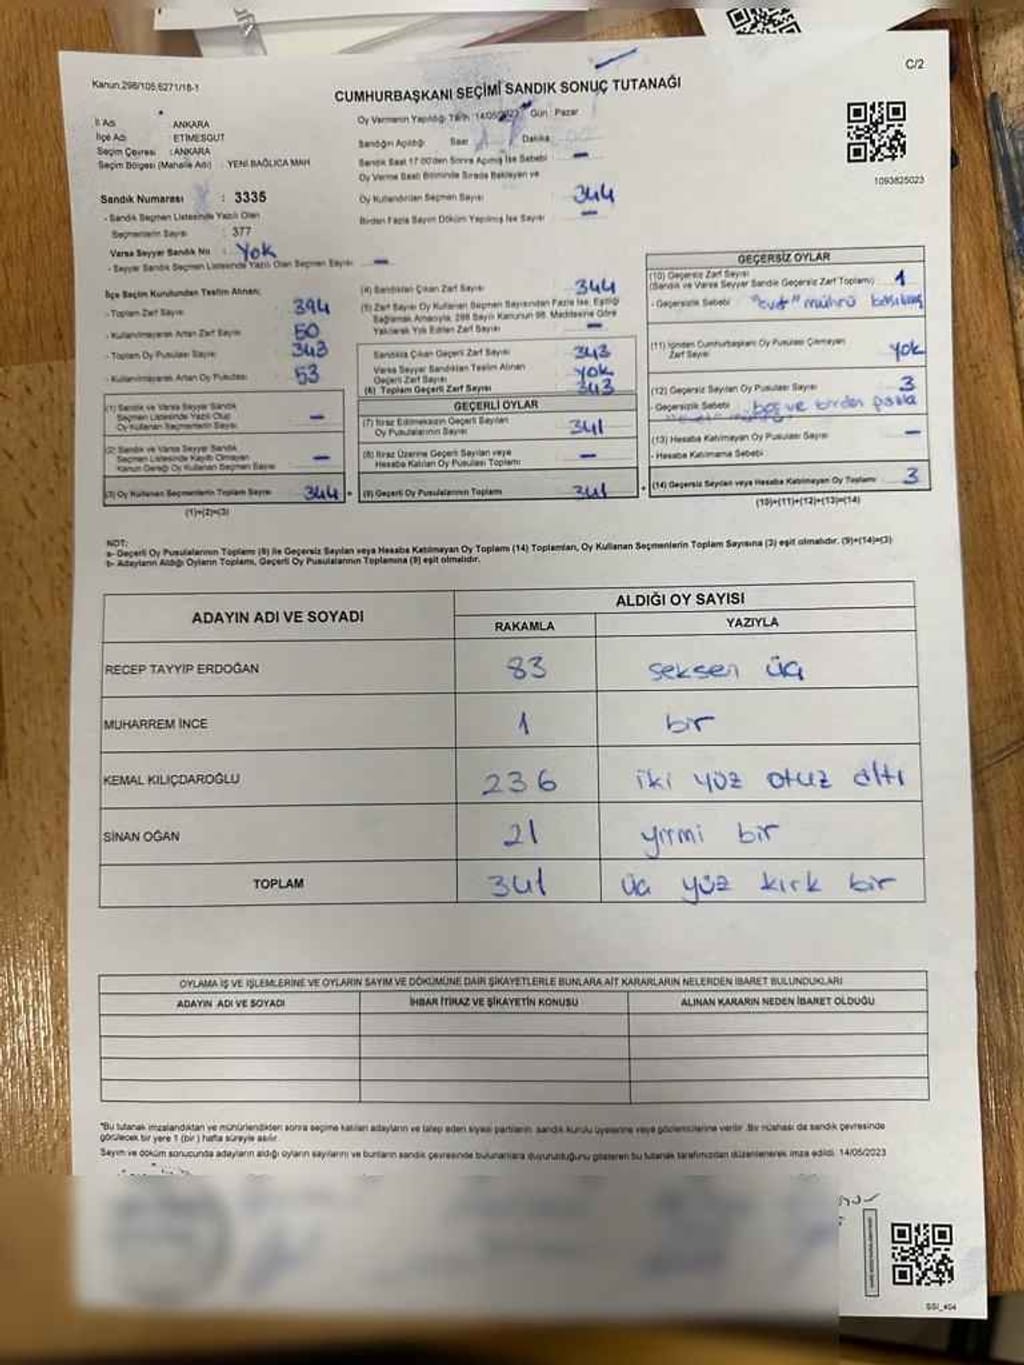 C/2
Kanun.298/105,6271/18-1
CUMHURBAŞKANI SEÇİMİ SANDIK SONUÇ TUTANAĞI
İl Adı ANKARA
İlçe Adı ETİMESGUT
Seçim Çevresi : ANKARA
Seçim Bölgesi (Mahalle Adı) : YENİ BAĞLICA MAH
Oy Vermenin Yapıldığı Tarih : 14/05/2023 Gün : Pazar
Sandığın Açıldığı Saat Dakika
Sandık Saat 17:00'den Sonra Açılmış İse Sebebi –
Oy Verme Saati Bitiminde Sırada Bekleyen ve
Oy Kullandırılan Seçmen Sayısı 344
Birden Fazla Sayım Döküm Yapılmış İse Sayısı –
1093825023
Sandık Numarası : 3335
- Sandık Seçmen Listesinde Yazılı Olan
Seçmenlerin Sayısı : 377
Varsa Seyyar Sandık No : Yok
- Seyyar Sandık Seçmen Listesinde Yazılı Olan Seçmen Sayısı –
İlçe Seçim Kurulundan Teslim Alınan;
- Toplam Zarf Sayısı 394
- Kullanılmayarak Artan Zarf Sayısı 50
- Toplam Oy Pusulası Sayısı 343
- Kullanılmayarak Artan Oy Pusulası 53
(1) Sandık ve Varsa Seyyar Sandık
Seçmen Listesinde Yazılı Olup
Oy Kullanan Seçmenlerin Sayısı –
(2) Sandık ve Varsa Seyyar Sandık
Seçmen Listesinde Kayıtlı Olmayan
Kanun Gereği Oy Kullanan Seçmen Sayısı –
(3) Oy Kullanan Seçmenlerin Toplam Sayısı 344
(1)+(2)=(3)
(4) Sandıktan Çıkan Zarf Sayısı 344
(5) Zarf Sayısı Oy Kullanan Seçmen Sayısından Fazla İse, Eşitliği
Sağlamak Amacıyla, 298 Sayılı Kanunun 98. Maddesine Göre
Yakılarak Yok Edilen Zarf Sayısı –
Sandıkta Çıkan Geçerli Zarf Sayısı 343
Varsa Seyyar Sandıktan Teslim Alınan
Geçerli Zarf Sayısı YOK
(6) Toplam Geçerli Zarf Sayısı 343
GEÇERLİ OYLAR
(7) İtiraz Edilmeksizin Geçerli Sayılan
Oy Pusulalarının Sayısı 341
(8) İtiraz Üzerine Geçerli Sayılan veya
Hesaba Katılan Oy Pusulası Toplamı –
(9) Geçerli Oy Pusulalarının Toplamı 341
GEÇERSİZ OYLAR
(10) Geçersiz Zarf Sayısı
(Sandık ve Varsa Seyyar Sandık Geçersiz Zarf Toplamı) 1
- Geçersizlik Sebebi "evet" mührü basılmış
(11) İçinden Cumhurbaşkanı Oy Pusulası Çıkmayan
Zarf Sayısı yok
(12) Geçersiz Sayılan Oy Pusulası Sayısı 3
- Geçersizlik Sebebi boş ve birden fazla
(13) Hesaba Katılmayan Oy Pusulası Sayısı –
- Hesaba Katılmama Sebebi
(14) Geçersiz Sayılan veya Hesaba Katılmayan Oy Toplamı 3
(10)+(11)+(12)+(13)=(14)
NOT:
a- Geçerli Oy Pusulalarının Toplamı (9) ile Geçersiz Sayılan veya Hesaba Katılmayan Oy Toplamı (14) Toplamları, Oy Kullanan Seçmenlerin Toplam Sayısına (3) eşit olmalıdır. (9)+(14)=(3)
b- Adayların Aldığı Oyların Toplamı, Geçerli Oy Pusulalarının Toplamına (9) eşit olmalıdır.
ADAYIN ADI VE SOYADI ALDIĞI OY SAYISI
RAKAMLA YAZIYLA
RECEP TAYYİP ERDOĞAN 83 seksen üç
MUHARREM İNCE 1 bir
KEMAL KILIÇDAROĞLU 236 iki yüz otuz altı
SİNAN OĞAN 21 yirmi bir
TOPLAM 341 üç yüz kırk bir
OYLAMA İŞ VE İŞLEMLERİNE VE OYLARIN SAYIM VE DÖKÜMÜNE DAİR ŞİKAYETLERLE BUNLARA AİT KARARLARIN NELERDEN İBARET BULUNDUKLARI
ADAYIN ADI VE SOYADI İHBAR İTİRAZ VE ŞİKAYETİN KONUSU ALINAN KARARIN NEDEN İBARET OLDUĞU
*Bu tutanak imzalandıktan ve mühürlendikten sonra seçime katılan adayların ve talep eden siyasi partilerin sandık kurulu üyelerine veya gözlemcilerine verilir. Bir nüshası da sandık çevresinde
görülecek bir yere 1 (bir) hafta süreyle asılır.
Sayım ve döküm sonucunda adayların aldığı oyların sayılarını ve bunların sandık çevresinde bulunanlara duyurulduğunu gösteren bu tutanak tarafımızdan düzenlenerek imza edildi. 14/05/2023
SSI_404